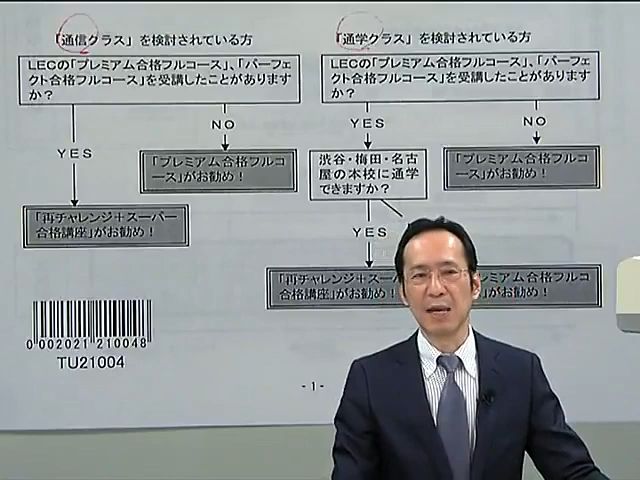 「通信クラス」を検討されている方
LECの「プレミアム合格フルコース」、「パーフェ
クト合格フルコース」を受講したことがあります
か？
YES
NO
「プレミアム合格フルコ
ース」がお勧め！
「再チャレンジ＋スーパー
合格講座」がお勧め！
「通学クラス」を検討されている方
LECの「プレミアム合格フルコース」、「パーフェ
クト合格フルコース」を受講したことがあります
か？
YES
NO
渋谷・梅田・名古
屋の本校に通学
できますか？
「プレミアム合格フルコ
ース」がお勧め！
YES
「再チャレンジ＋スー
合格講座」がお勧め！
レミアム合格フルコ
」がお勧め！
0 002021 210048
TU21004
- 1 -